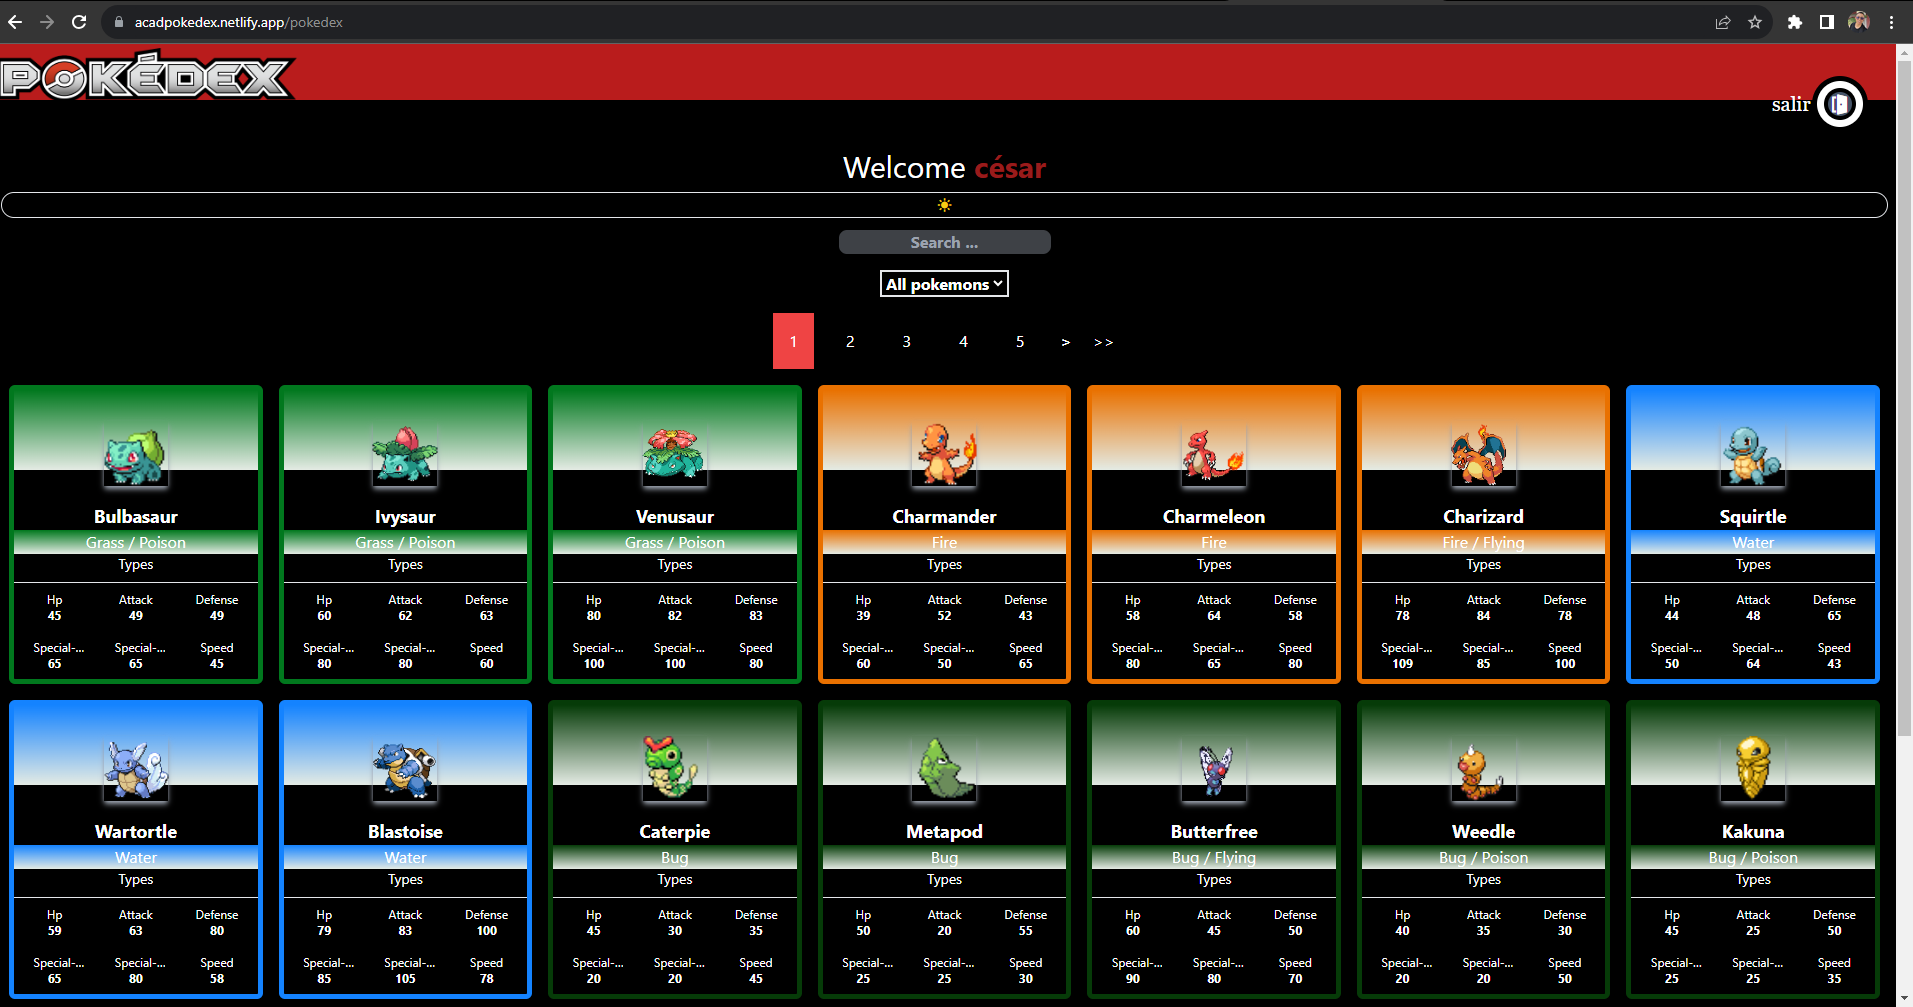 acadpokedex.netlify.app/pokedex
POKÉDEX
salir
Welcome césar
Search ...
All pokemons
1 2 3 4 5 > >>
Bulbasaur
Grass / Poison
Types
Hp Attack Defense
45 49 49
Special-... Special-... Speed
65 65 45
Ivysaur
Grass / Poison
Types
Hp Attack Defense
60 62 63
Special-... Special-... Speed
80 80 60
Venusaur
Grass / Poison
Types
Hp Attack Defense
80 82 83
Special-... Special-... Speed
100 100 80
Charmander
Fire
Types
Hp Attack Defense
39 52 43
Special-... Special-... Speed
60 50 65
Charmeleon
Fire
Types
Hp Attack Defense
58 64 58
Special-... Special-... Speed
80 65 80
Charizard
Fire / Flying
Types
Hp Attack Defense
78 84 78
Special-... Special-... Speed
109 85 100
Squirtle
Water
Types
Hp Attack Defense
44 48 65
Special-... Special-... Speed
50 64 43
Wartortle
Water
Types
Hp Attack Defense
59 63 80
Special-... Special-... Speed
65 80 58
Blastoise
Water
Types
Hp Attack Defense
79 83 100
Special-... Special-... Speed
85 105 78
Caterpie
Bug
Types
Hp Attack Defense
45 30 35
Special-... Special-... Speed
20 20 45
Metapod
Bug
Types
Hp Attack Defense
50 20 55
Special-... Special-... Speed
25 25 30
Butterfree
Bug / Flying
Types
Hp Attack Defense
60 45 50
Special-... Special-... Speed
90 80 70
Weedle
Bug / Poison
Types
Hp Attack Defense
40 35 30
Special-... Special-... Speed
20 20 50
Kakuna
Bug / Poison
Types
Hp Attack Defense
45 25 50
Special-... Special-... Speed
25 25 35